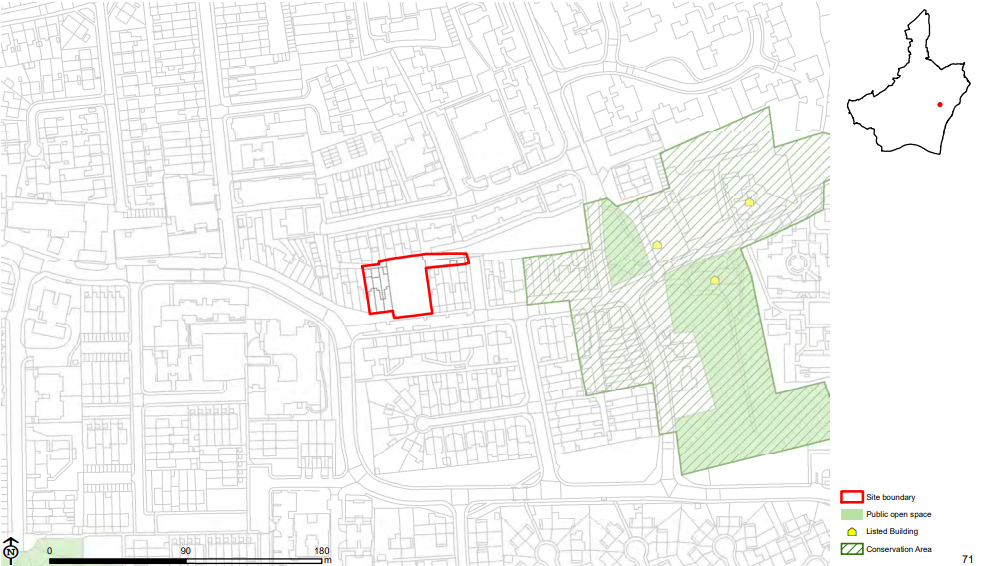 Site boundary
Public open space
Listed Building
Conservation Area
N
0 90 180
m
71